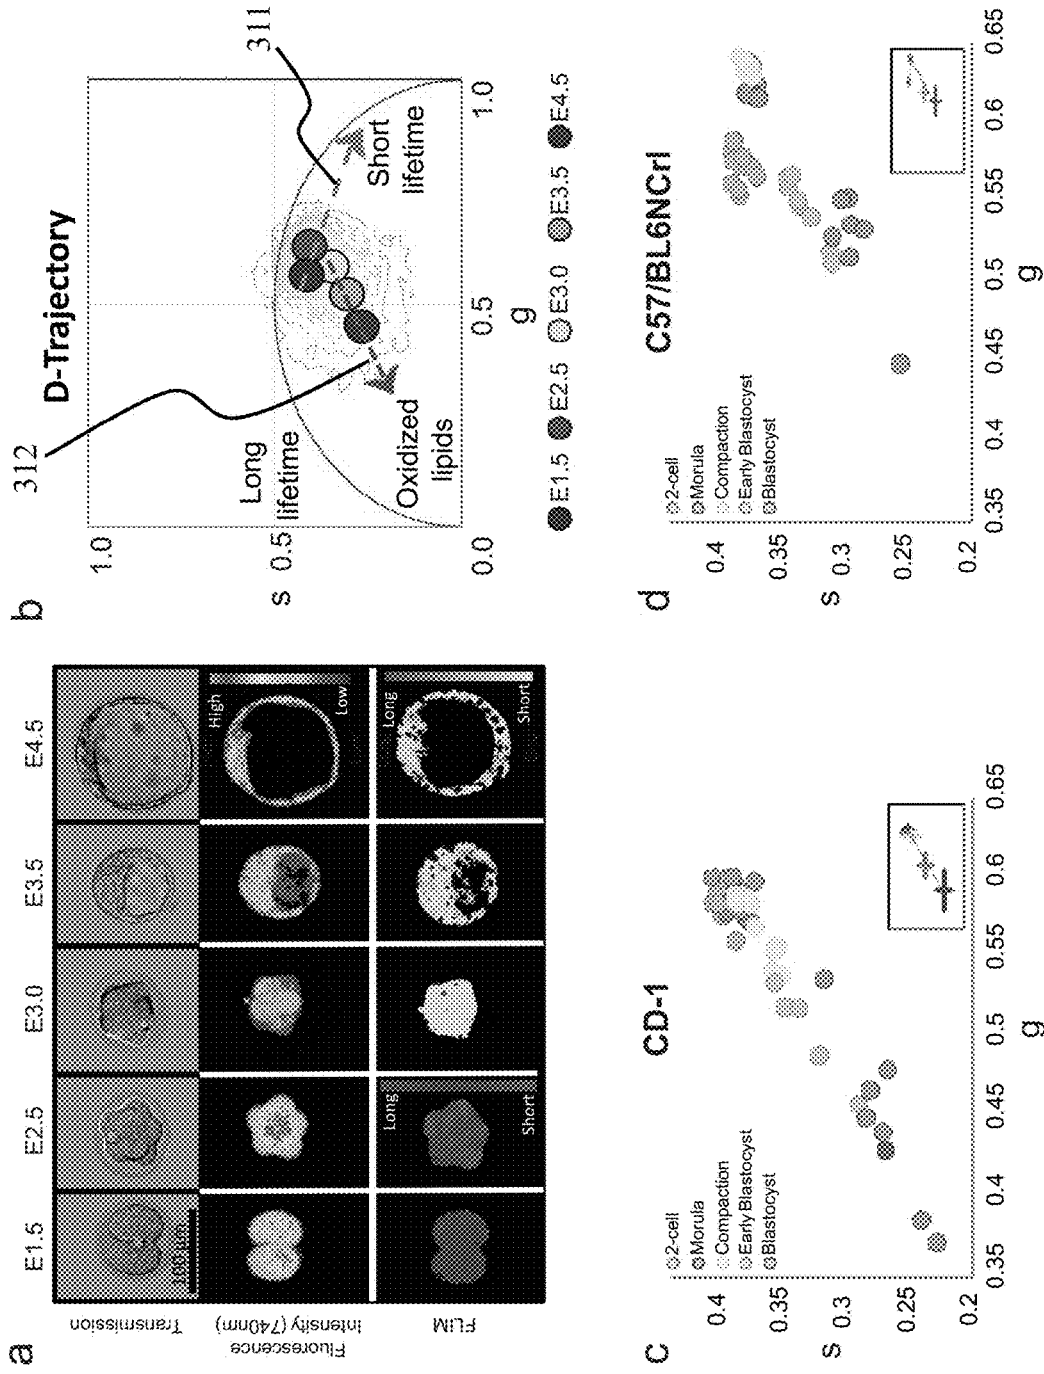 a
E1.5 E2.5 E3.0 E3.5 E4.5
Transmission
100 μm
Fluorescence
Intensity (740nm)
High
Low
FLIM
Long
Short
Long
Short
b
D-Trajectory
312
311
1.0
0.5
0.0
s
Long
lifetime
Oxidized
lipids
Short
lifetime
0.5
1.0
g
E1.5 E2.5 E3.0 E3.5 E4.5
c
CD-1
2-cell
Morula
Compaction
Early Blastocyst
Blastocyst
0.4
0.35
0.3
0.25
0.2
s
0.35 0.4 0.45 0.5 0.55 0.6 0.65
g
d
C57/BL6NCrl
2-cell
Morula
Compaction
Early Blastocyst
Blastocyst
0.4
0.35
0.3
0.25
0.2
s
0.35 0.4 0.45 0.5 0.55 0.6 0.65
g